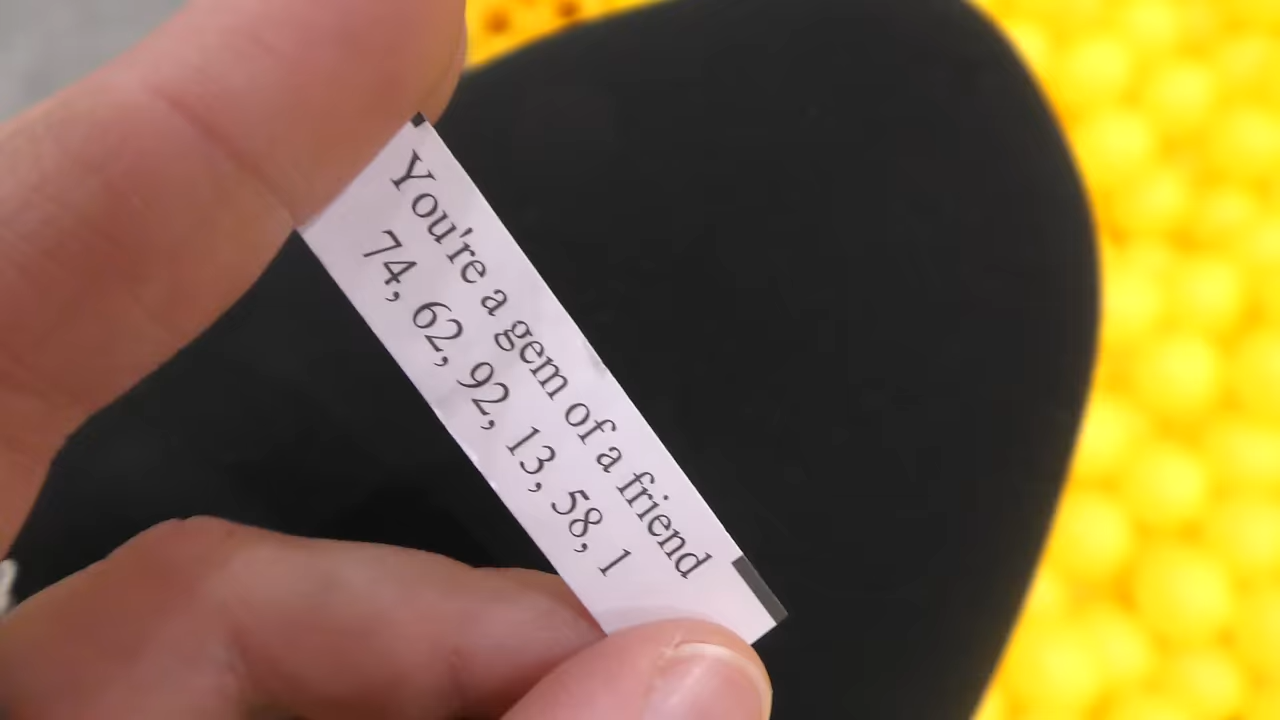 You're a gem of a friend
74, 62, 92, 13, 58, 1